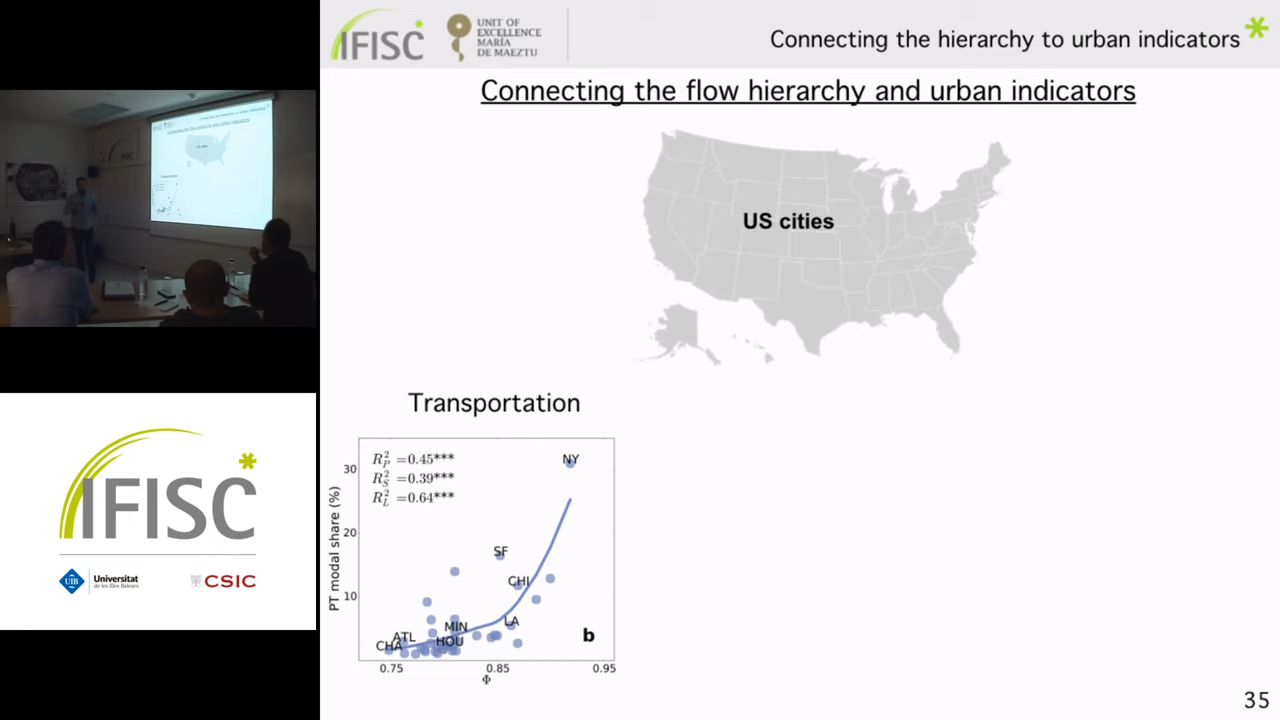 IFISC
UNIT OF
EXCELLENCE
MARÍA
DE MAEZTU
Connecting the hierarchy to urban indicators
Connecting the flow hierarchy and urban indicators
US cities
Transportation
R²P =0.45***
R²S =0.39***
R²L =0.64***
PT modal share (%)
30
20
10
NY
SF
CHI
LA
MIN
HOU
ATL
CHA
b
0.75
0.85
0.95
Φ
35
IFISC
UIB
Universitat
de les Illes Balears
CSIC